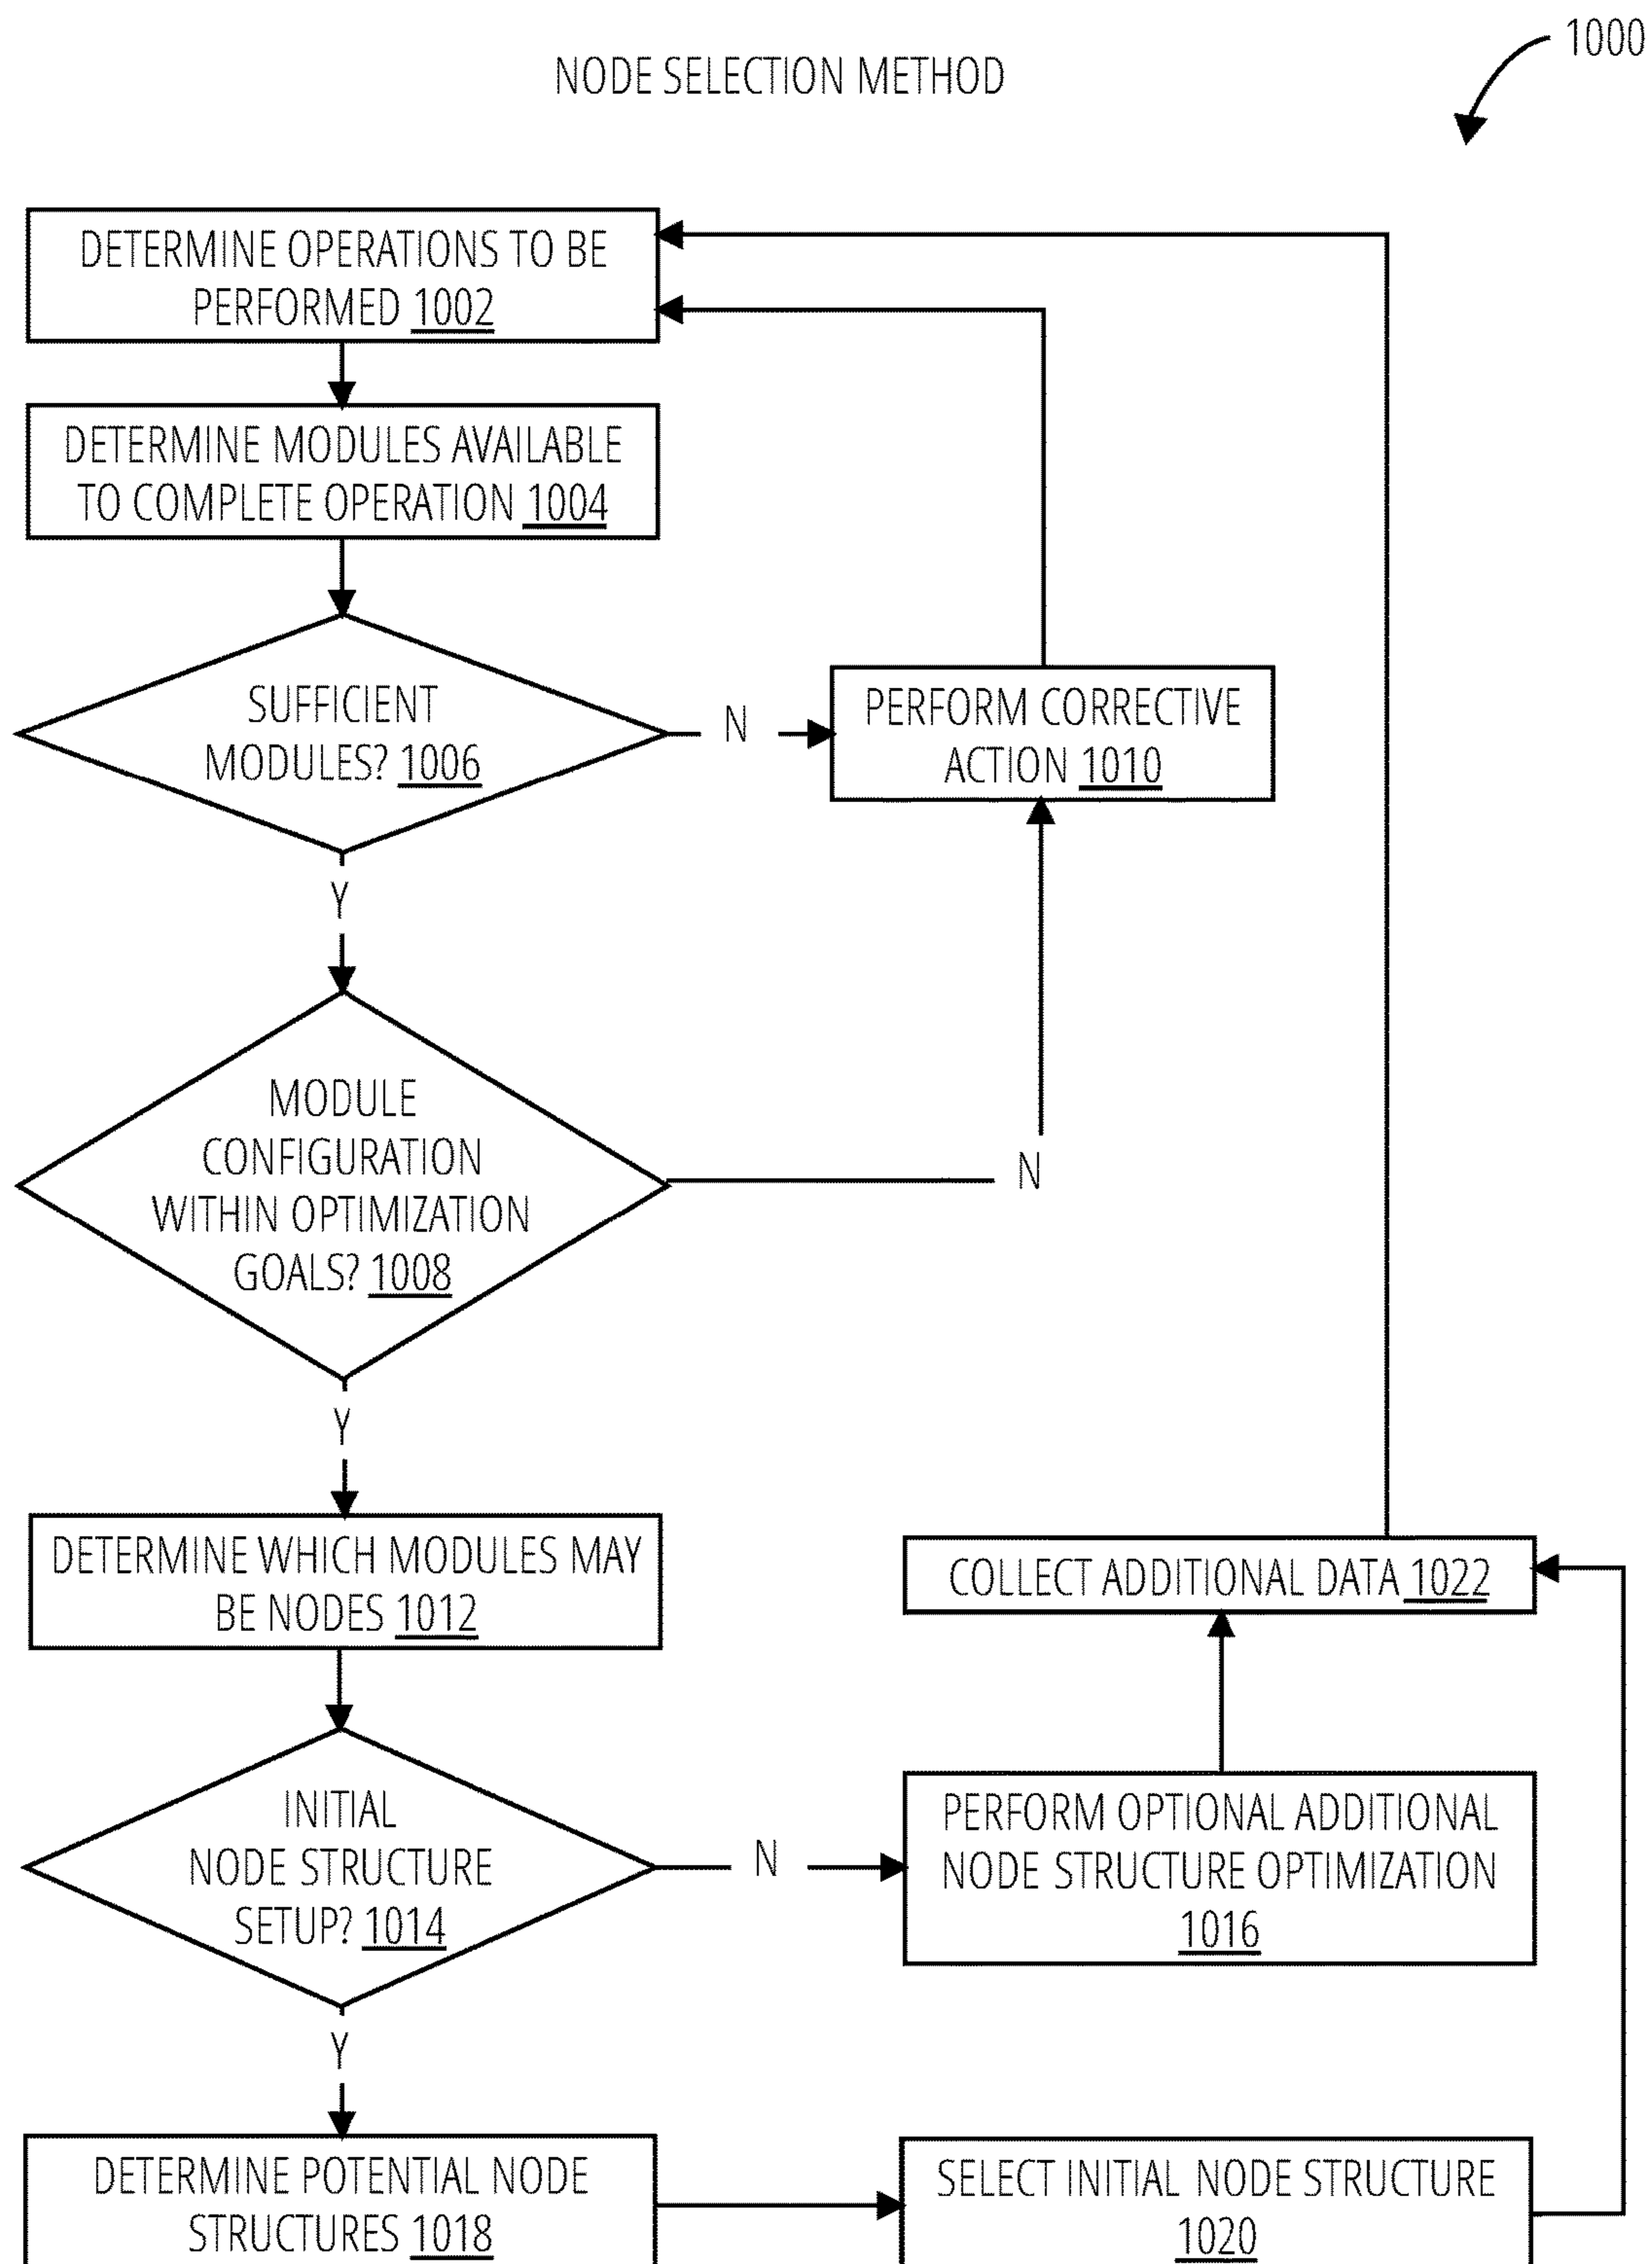 1000
NODE SELECTION METHOD
DETERMINE OPERATIONS TO BE
PERFORMED 1002
DETERMINE MODULES AVAILABLE
TO COMPLETE OPERATION 1004
SUFFICIENT
MODULES? 1006
N
PERFORM CORRECTIVE
ACTION 1010
Y
MODULE
CONFIGURATION
WITHIN OPTIMIZATION
GOALS? 1008
N
Y
DETERMINE WHICH MODULES MAY
BE NODES 1012
COLLECT ADDITIONAL DATA 1022
INITIAL
NODE STRUCTURE
SETUP? 1014
N
PERFORM OPTIONAL ADDITIONAL
NODE STRUCTURE OPTIMIZATION
1016
Y
DETERMINE POTENTIAL NODE
STRUCTURES 1018
SELECT INITIAL NODE STRUCTURE
1020